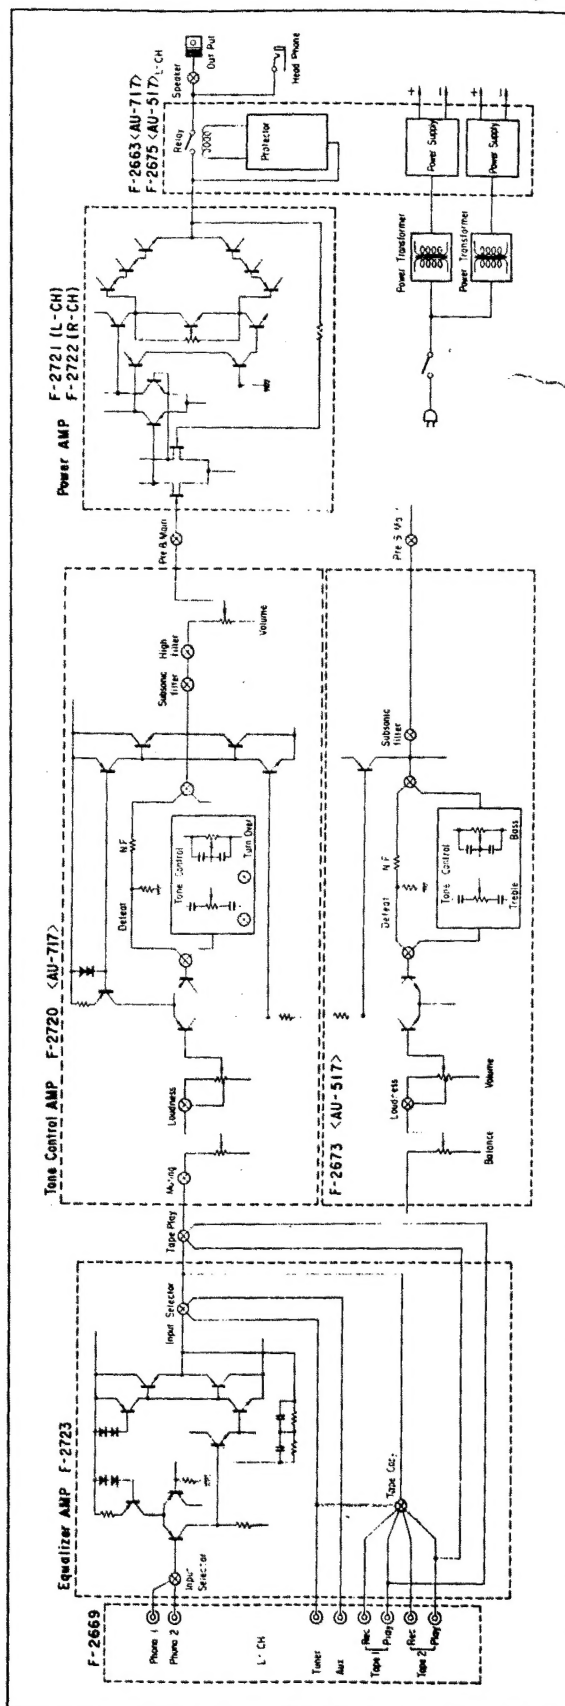 F-2669
Phono 1
Phono 2
L-CH
Tuner
Aux
Rec
Play
Tape 1
Rec
Play
Tape 2
Equalizer AMP F-2723
Input Selector
Input Selector
Tape Play
Tone Control AMP F-2720 <AU-717>
Muting
Loudness
Defeat
NF
Tone Control
Turn Over
Subsonic filter
High filter
Volume
Pre & Main
F-2673 <AU-517>
Balance
Loudness
Volume
Defeat
NF
Tone Control
Treble
Bass
Subsonic filter
Power AMP
F-2721 (L-CH)
F-2722 (R-CH)
F-2663 <AU-717>
F-2675 <AU-517>
L-CH
Relay
Protector
Speaker
Out Put
Head Phone
Power Transformer
Power Transformer
Power Supply
Power Supply
+
−
+
−